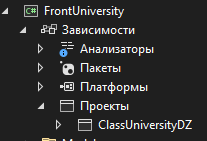 FrontUniversity
Зависимости
Анализаторы
Пакеты
Платформы
Проекты
ClassUniversityDZ